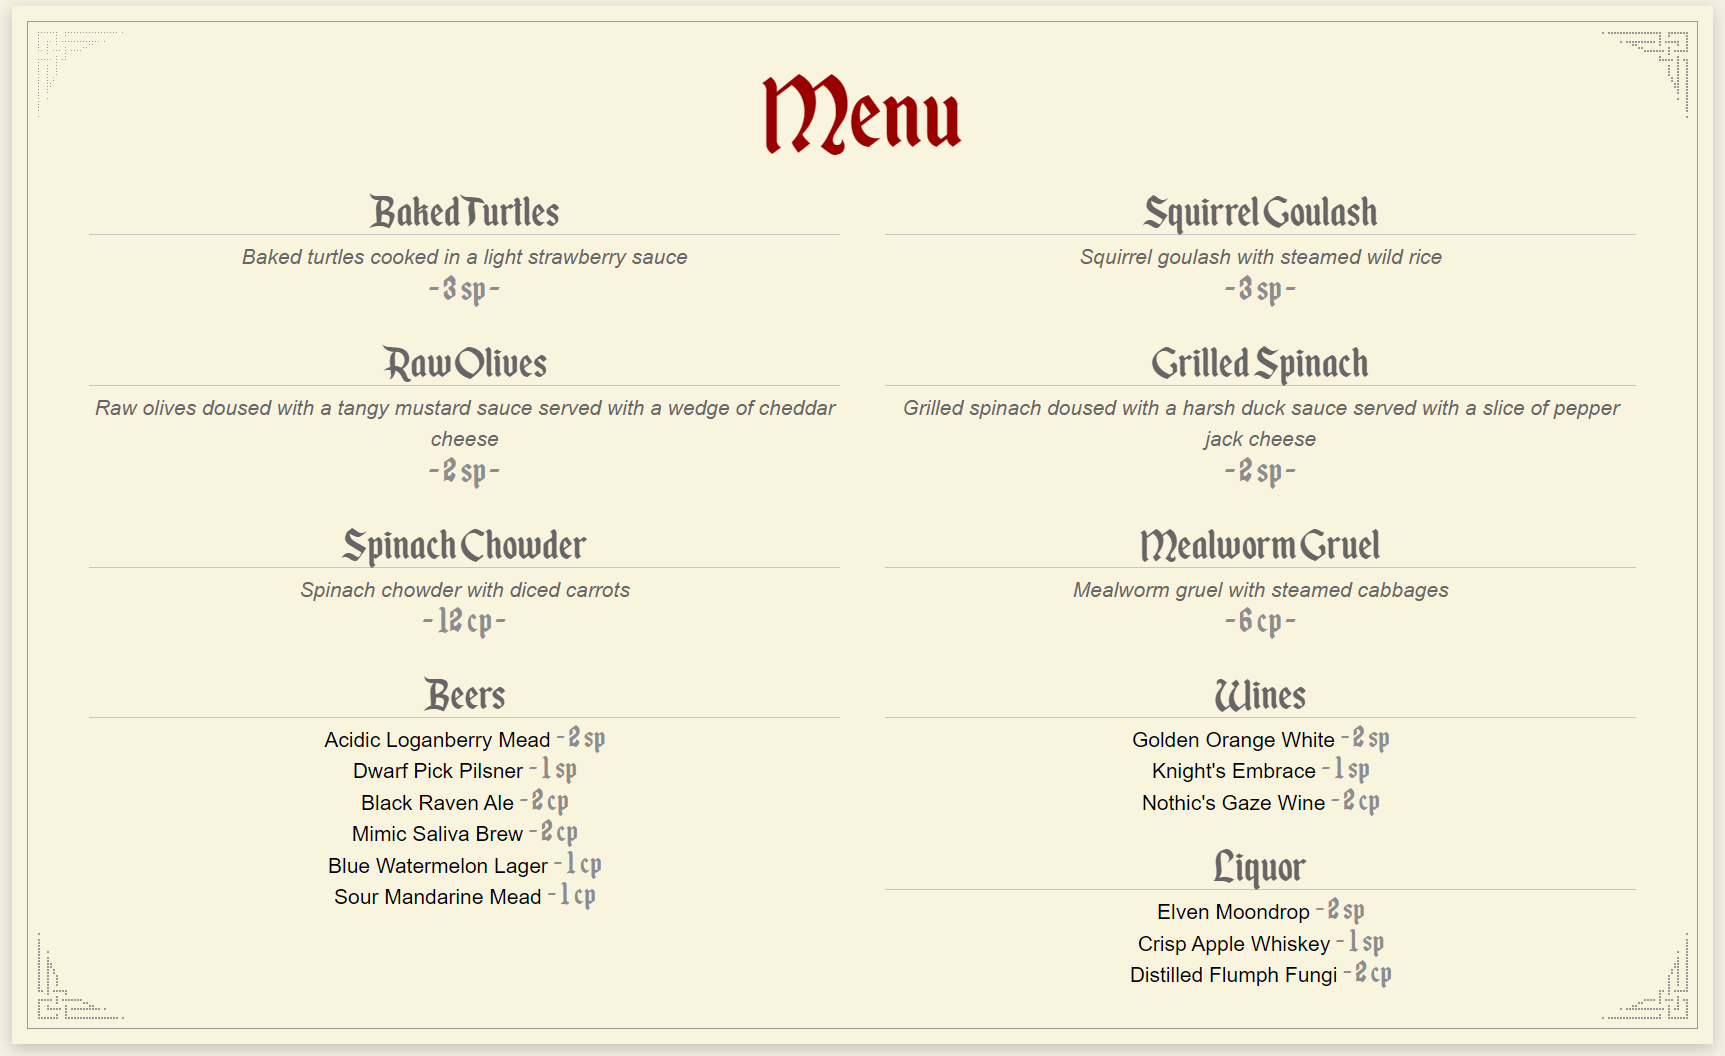 Menu
Baked Turtles
Baked turtles cooked in a light strawberry sauce
-3 sp-
Squirrel Goulash
Squirrel goulash with steamed wild rice
-3 sp-
Raw Olives
Raw olives doused with a tangy mustard sauce served with a wedge of cheddar
cheese
-2 sp-
Grilled Spinach
Grilled spinach doused with a harsh duck sauce served with a slice of pepper
jack cheese
-2 sp-
Spinach Chowder
Spinach chowder with diced carrots
-12 cp-
Mealworm Gruel
Mealworm gruel with steamed cabbages
-6 cp-
Beers
Acidic Loganberry Mead -2 sp
Dwarf Pick Pilsner -1 sp
Black Raven Ale -2 cp
Mimic Saliva Brew -2 cp
Blue Watermelon Lager -1 cp
Sour Mandarine Mead -1 cp
Wines
Golden Orange White -2 sp
Knight's Embrace -1 sp
Nothic's Gaze Wine -2 cp
Liquor
Elven Moondrop -2 sp
Crisp Apple Whiskey -1 sp
Distilled Flumph Fungi -2 cp